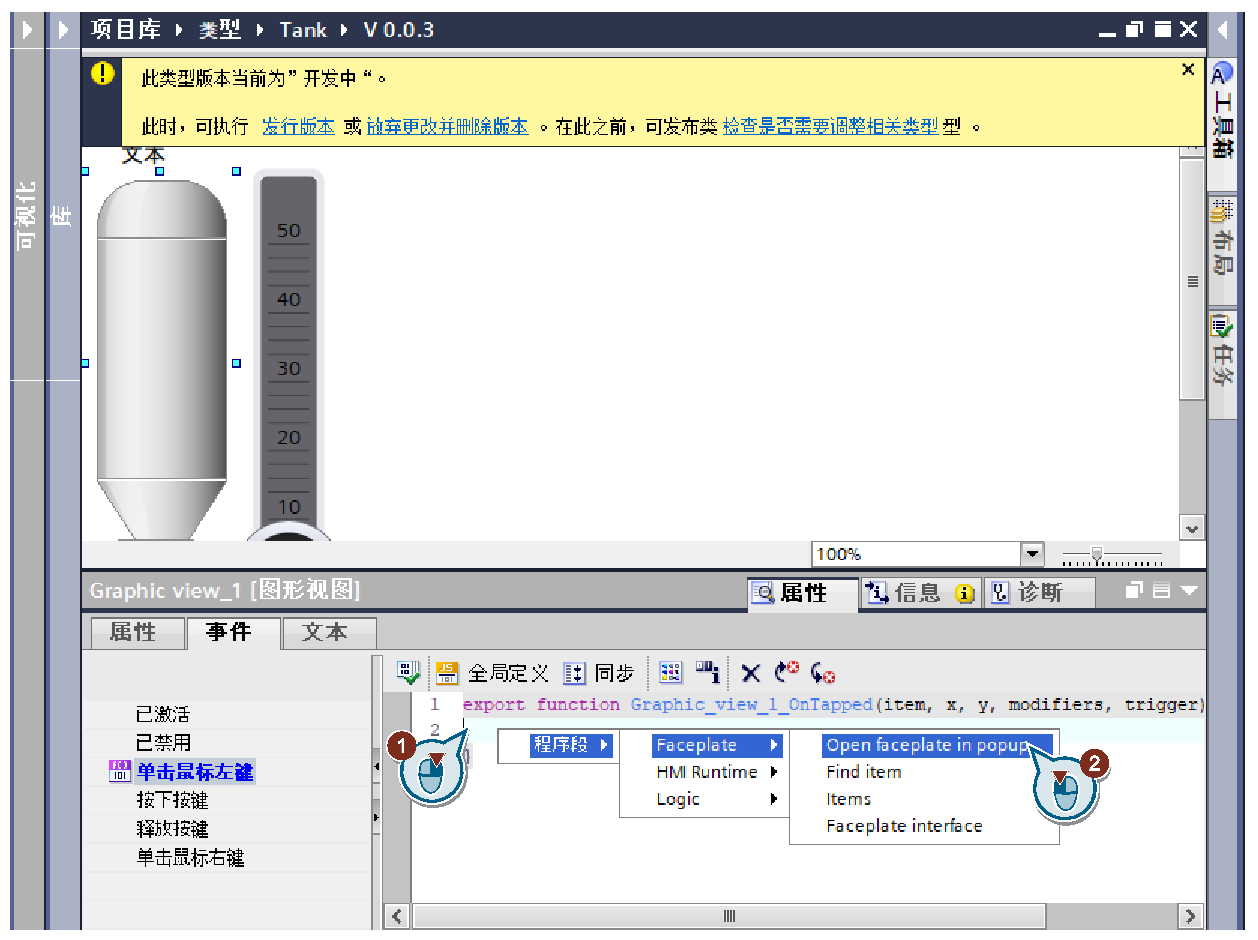 项目库 ▸ 类型 ▸ Tank ▸ V 0.0.3
此类型版本当前为”开发中“。
此时，可执行 发行版本 或 放弃更改并删除版本 。在此之前，可发布类 检查是否需要调整相关类型 型 。
文本
50
40
30
20
10
可视化
库
工具箱
布局
任务
100%
Graphic view_1 [图形视图]
属性 信息 诊断
属性 事件 文本
全局定义 同步
已激活
已禁用
单击鼠标左键
按下按键
释放按键
单击鼠标右键
1 export function Graphic_view_1_OnTapped(item, x, y, modifiers, trigger)
2
1
程序段
Faceplate
HMI Runtime
Logic
Open faceplate in popup
Find item
Items
Faceplate interface
2